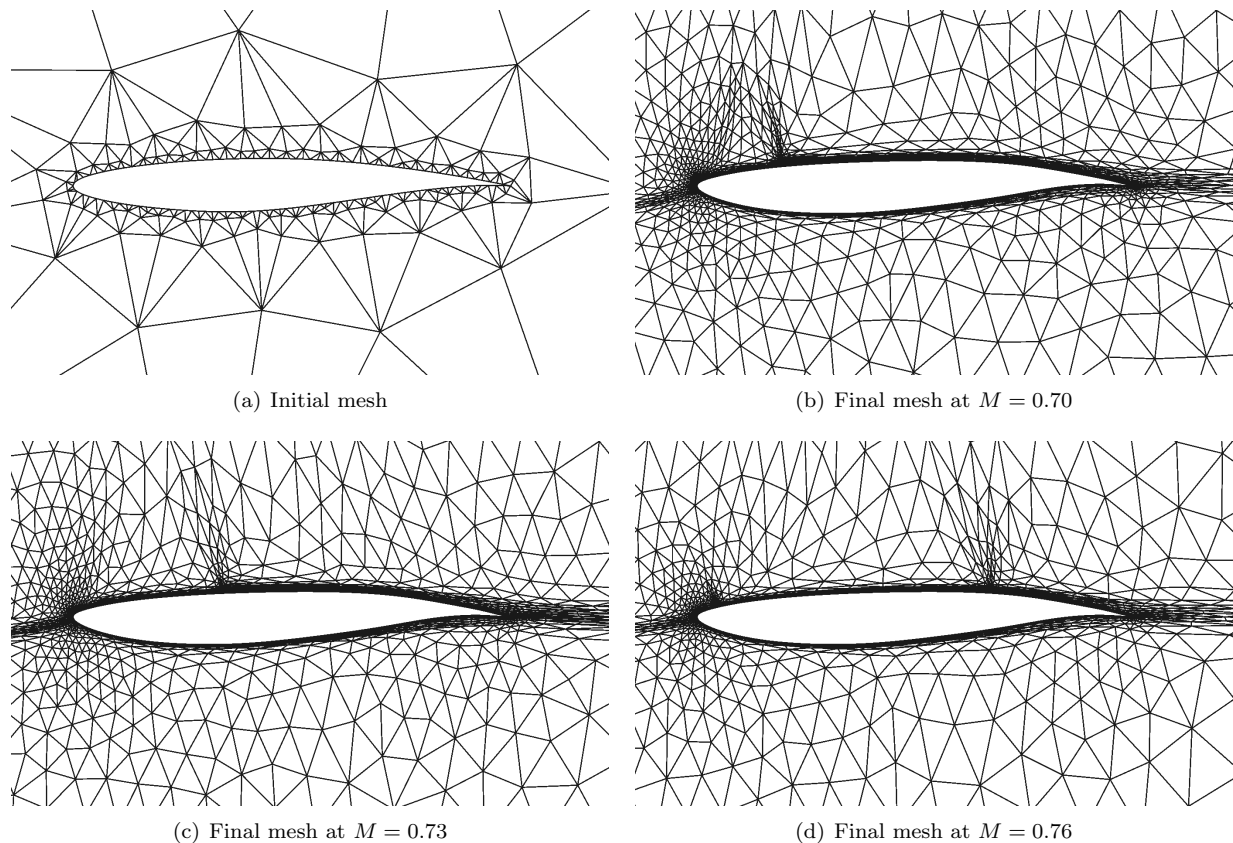 (a) Initial mesh
(b) Final mesh at M = 0.70
(c) Final mesh at M = 0.73
(d) Final mesh at M = 0.76